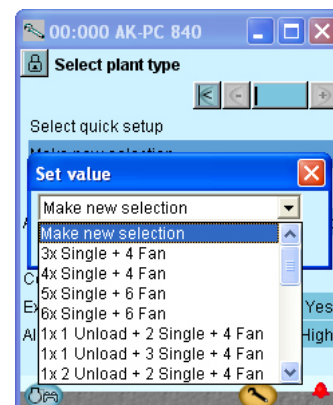 00:000 AK-PC 840
Select plant type
Select quick setup
Set value
Make new selection
Make new selection
3x Single + 4 Fan
4x Single + 4 Fan
5x Single + 6 Fan
6x Single + 6 Fan
1x 1 Unload + 2 Single + 4 Fan
1x 1 Unload + 3 Single + 4 Fan
1x 2 Unload + 2 Single + 4 Fan
Yes
High